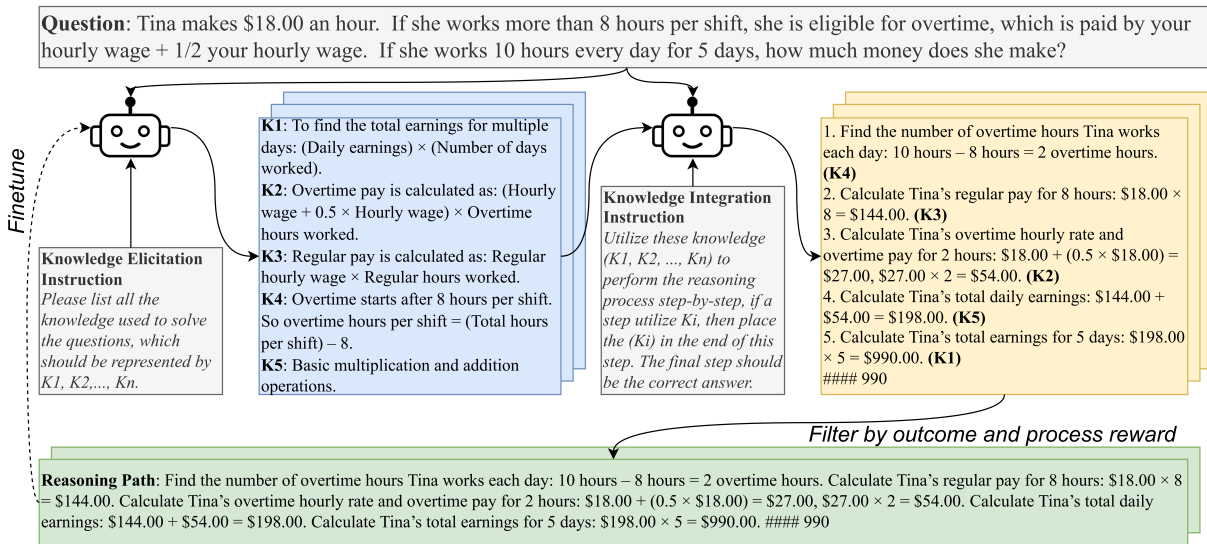 Question: Tina makes $18.00 an hour.  If she works more than 8 hours per shift, she is eligible for overtime, which is paid by your
hourly wage + 1/2 your hourly wage.  If she works 10 hours every day for 5 days, how much money does she make?
Finetune
Knowledge Elicitation
Instruction
Please list all the
knowledge used to solve
the questions, which
should be represented by
K1, K2,..., Kn.
K1: To find the total earnings for multiple
days: (Daily earnings) × (Number of days
worked).
K2: Overtime pay is calculated as: (Hourly
wage + 0.5 × Hourly wage) × Overtime
hours worked.
K3: Regular pay is calculated as: Regular
hourly wage × Regular hours worked.
K4: Overtime starts after 8 hours per shift.
So overtime hours per shift = (Total hours
per shift) – 8.
K5: Basic multiplication and addition
operations.
Knowledge Integration
Instruction
Utilize these knowledge
(K1, K2, ..., Kn) to
perform the reasoning
process step-by-step, if a
step utilize Ki, then place
the (Ki) in the end of this
step. The final step should
be the correct answer.
1. Find the number of overtime hours Tina works
each day: 10 hours – 8 hours = 2 overtime hours.
(K4)
2. Calculate Tina’s regular pay for 8 hours: $18.00 ×
8 = $144.00. (K3)
3. Calculate Tina’s overtime hourly rate and
overtime pay for 2 hours: $18.00 + (0.5 × $18.00) =
$27.00, $27.00 × 2 = $54.00. (K2)
4. Calculate Tina’s total daily earnings: $144.00 +
$54.00 = $198.00. (K5)
5. Calculate Tina’s total earnings for 5 days: $198.00
× 5 = $990.00. (K1)
#### 990
Filter by outcome and process reward
Reasoning Path: Find the number of overtime hours Tina works each day: 10 hours – 8 hours = 2 overtime hours. Calculate Tina’s regular pay for 8 hours: $18.00 × 8
= $144.00. Calculate Tina’s overtime hourly rate and overtime pay for 2 hours: $18.00 + (0.5 × $18.00) = $27.00, $27.00 × 2 = $54.00. Calculate Tina’s total daily
earnings: $144.00 + $54.00 = $198.00. Calculate Tina’s total earnings for 5 days: $198.00 × 5 = $990.00. #### 990